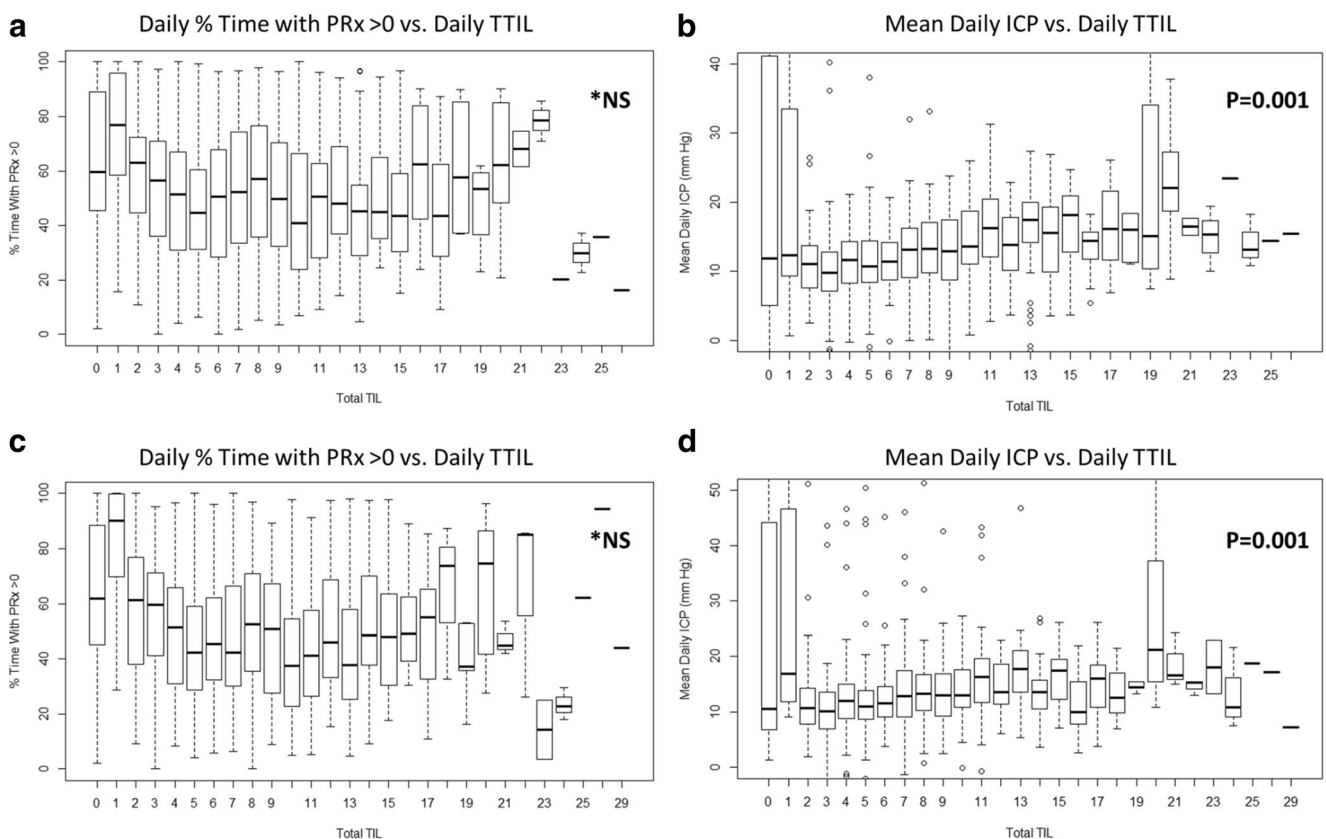 a
Daily % Time with PRx >0 vs. Daily TTIL
% Time With PRx >0
100
80
60
40
20
0
*NS
0 1 2 3 4 5 6 7 8 9 11 13 15 17 19 21 23 25
Total TIL
b
Mean Daily ICP vs. Daily TTIL
Mean Daily ICP (mm Hg)
40
30
20
10
0
P=0.001
0 1 2 3 4 5 6 7 8 9 11 13 15 17 19 21 23 25
Total TIL
c
Daily % Time with PRx >0 vs. Daily TTIL
% Time With PRx >0
100
80
60
40
20
0
*NS
0 1 2 3 4 5 6 7 8 9 11 13 15 17 19 21 23 25 29
Total TIL
d
Mean Daily ICP vs. Daily TTIL
Mean Daily ICP (mm Hg)
50
40
30
20
10
0
P=0.001
0 1 2 3 4 5 6 7 8 9 11 13 15 17 19 21 23 25 29
Total TIL